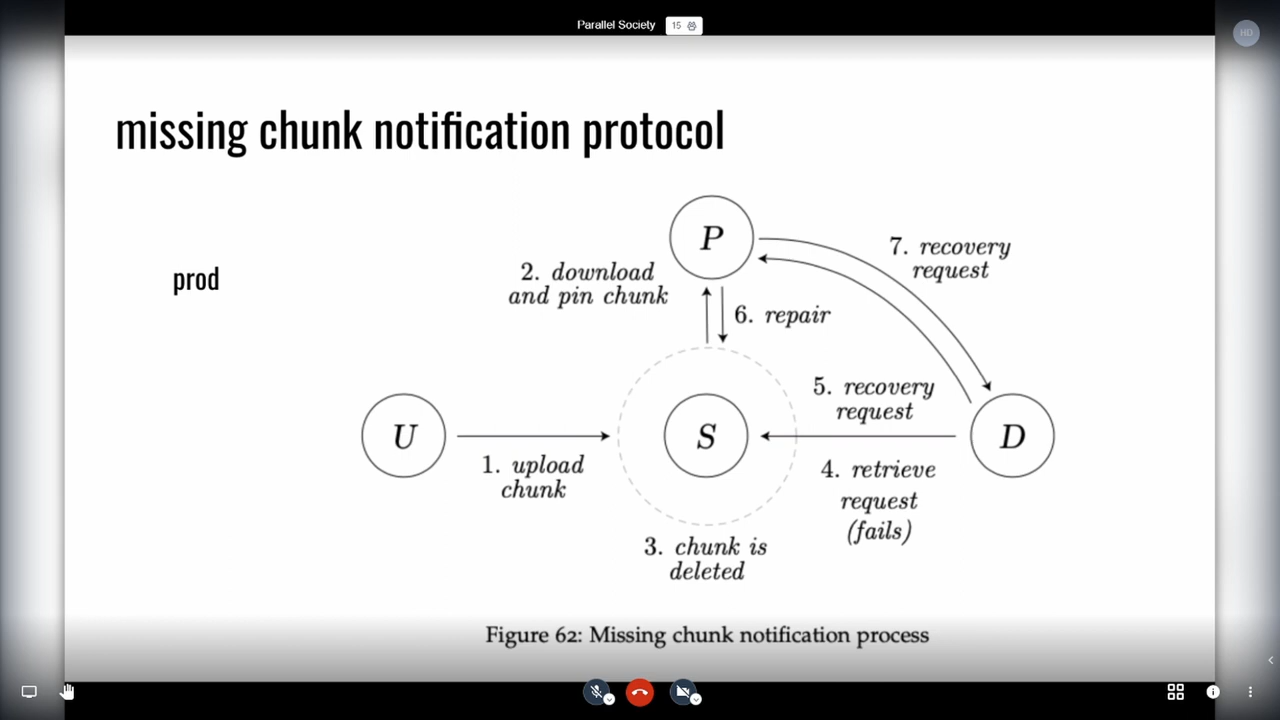 Parallel Society 15
HD
missing chunk notification protocol
prod
P
2. download
and pin chunk
6. repair
7. recovery
request
U
1. upload
chunk
S
3. chunk is
deleted
5. recovery
request
4. retrieve
request
(fails)
D
Figure 62: Missing chunk notification process